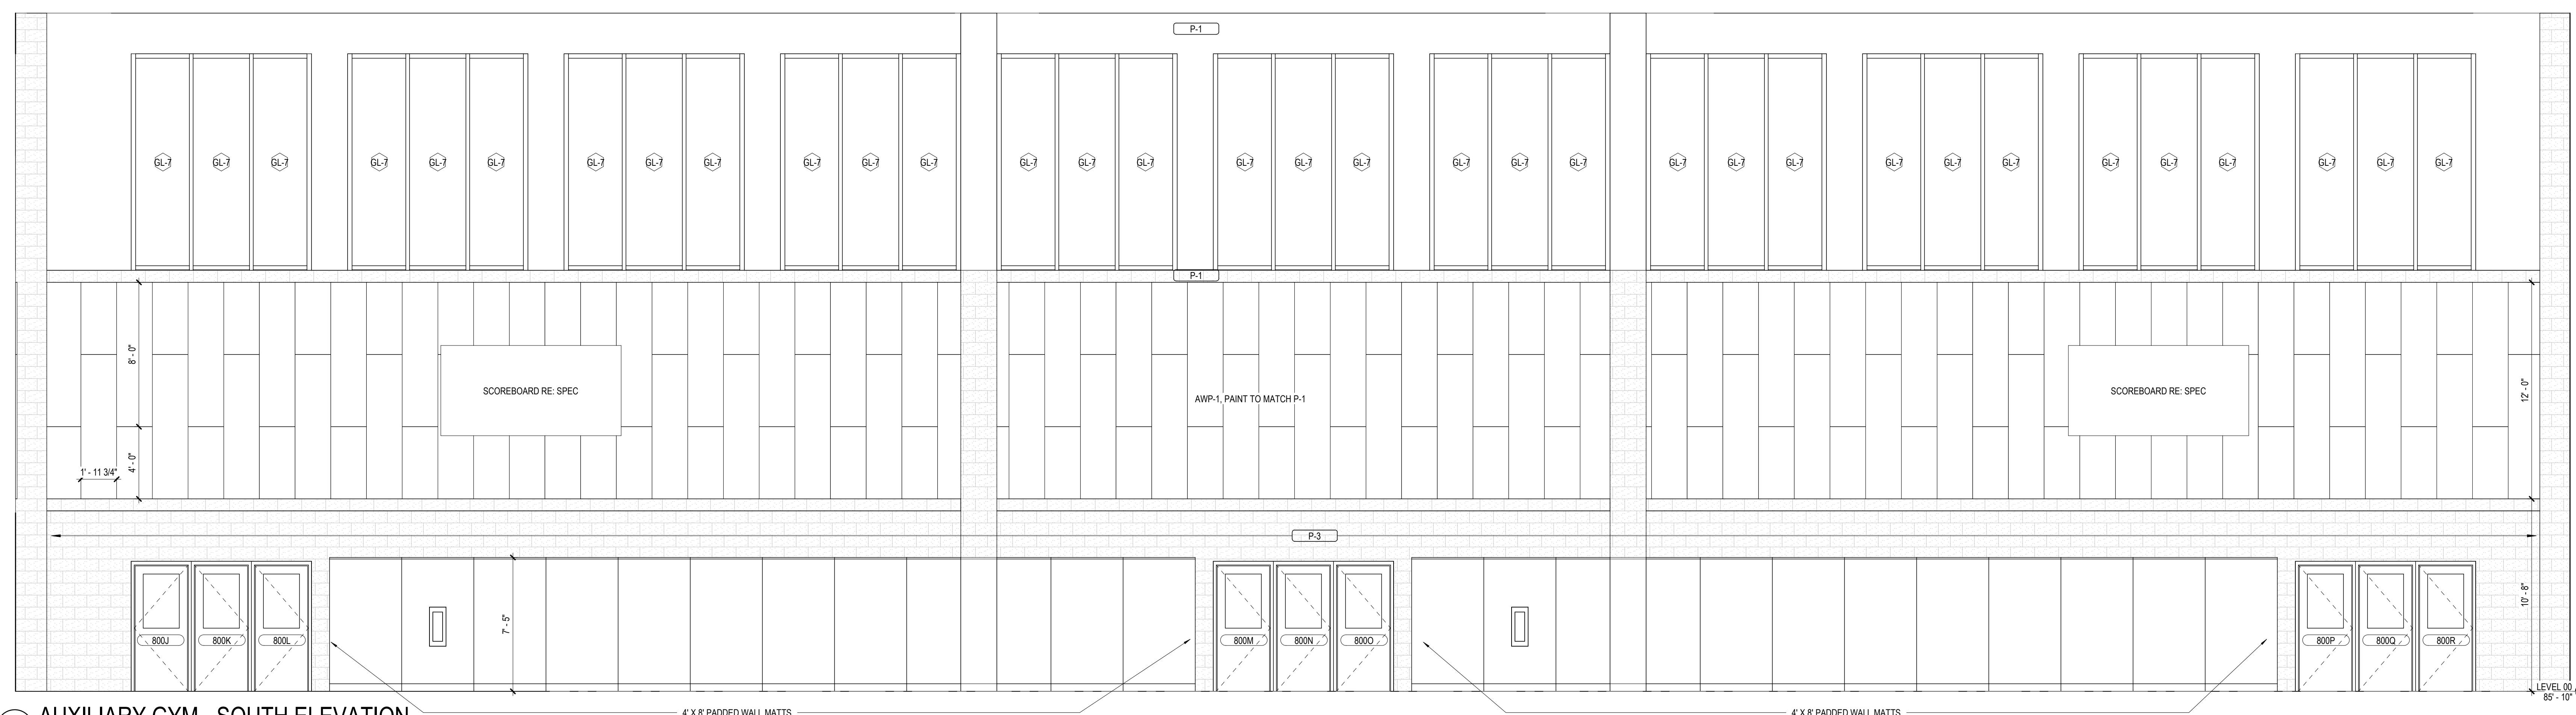 P-1
GL-7 GL-7 GL-7 GL-7 GL-7 GL-7 GL-7 GL-7 GL-7 GL-7 GL-7 GL-7 GL-7 GL-7 GL-7 GL-7 GL-7 GL-7 GL-7 GL-7 GL-7 GL-7 GL-7 GL-7 GL-7 GL-7 GL-7 GL-7 GL-7 GL-7 GL-7 GL-7 GL-7
P-1
8' - 0"
SCOREBOARD RE: SPEC
AWP-1, PAINT TO MATCH P-1
SCOREBOARD RE: SPEC
12' - 0"
1' - 11 3/4"
4' - 0"
P-3
7' - 5"
10' - 8"
800J 800K 800L 800M 800N 800O 800P 800Q 800R
LEVEL 00
85' - 10"
4' X 8' PADDED WALL MATTS
4' X 8' PADDED WALL MATTS
AUXILIARY GYM - SOUTH ELEVATION